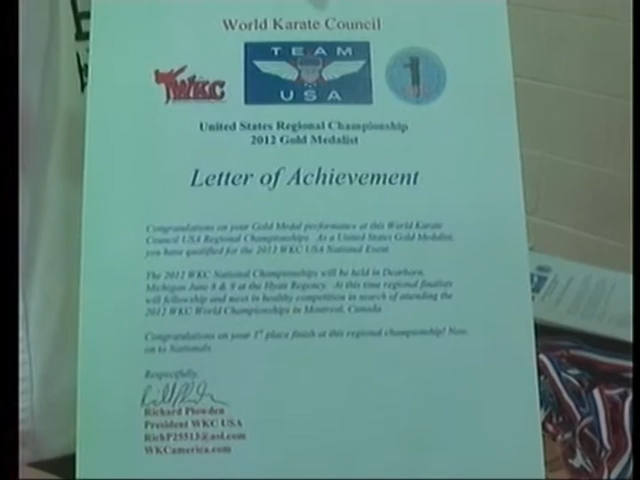 World Karate Council
TEAM
USA
WKC
1
United States Regional Championship
2012 Gold Medalist
Letter of Achievement
Congratulations on your Gold Medal performance at this World Karate
Council USA Regional Championships. As a United States Gold Medalist,
you have qualified for the 2012 WKC USA National Event.
The 2012 WKC National Championships will be held in Dearborn,
Michigan June 8 & 9 at the Hyatt Regency. At this time regional finalists
will fellowship and meet in healthy competition in search of attending the
2012 WKC World Championships in Montreal, Canada
Congratulations on your 1st place finish at this regional championship! Now
on to Nationals.
Respectfully,
Richard Plowden
President WKC USA
RichP25513@aol.com
WKCamerica.com